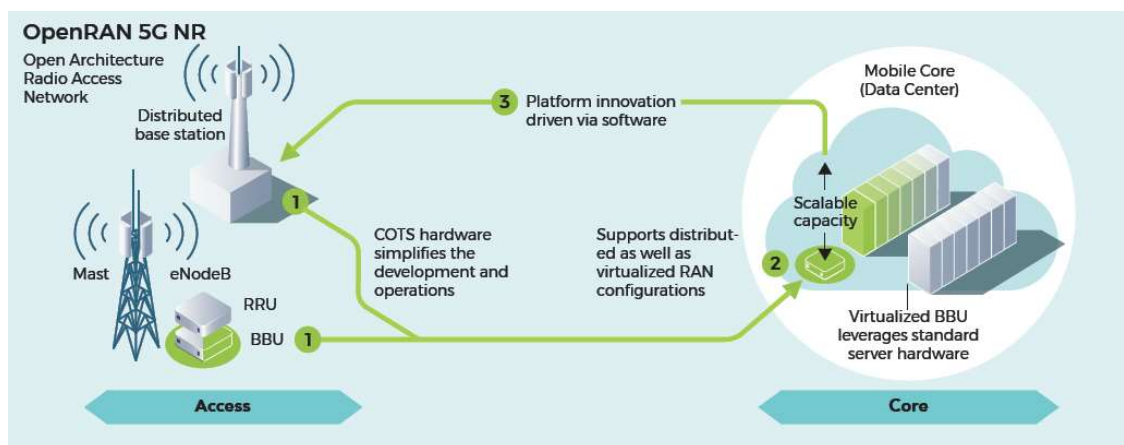 OpenRAN 5G NR
Open Architecture
Radio Access
Network
Distributed
base station
Mast
eNodeB
RRU
BBU
1
1
COTS hardware
simplifies the
development and
operations
3
Platform innovation
driven via software
Supports distribut-
ed as well as
virtualized RAN
configurations
2
Mobile Core
(Data Center)
Scalable
capacity
Virtualized BBU
leverages standard
server hardware
Access
Core